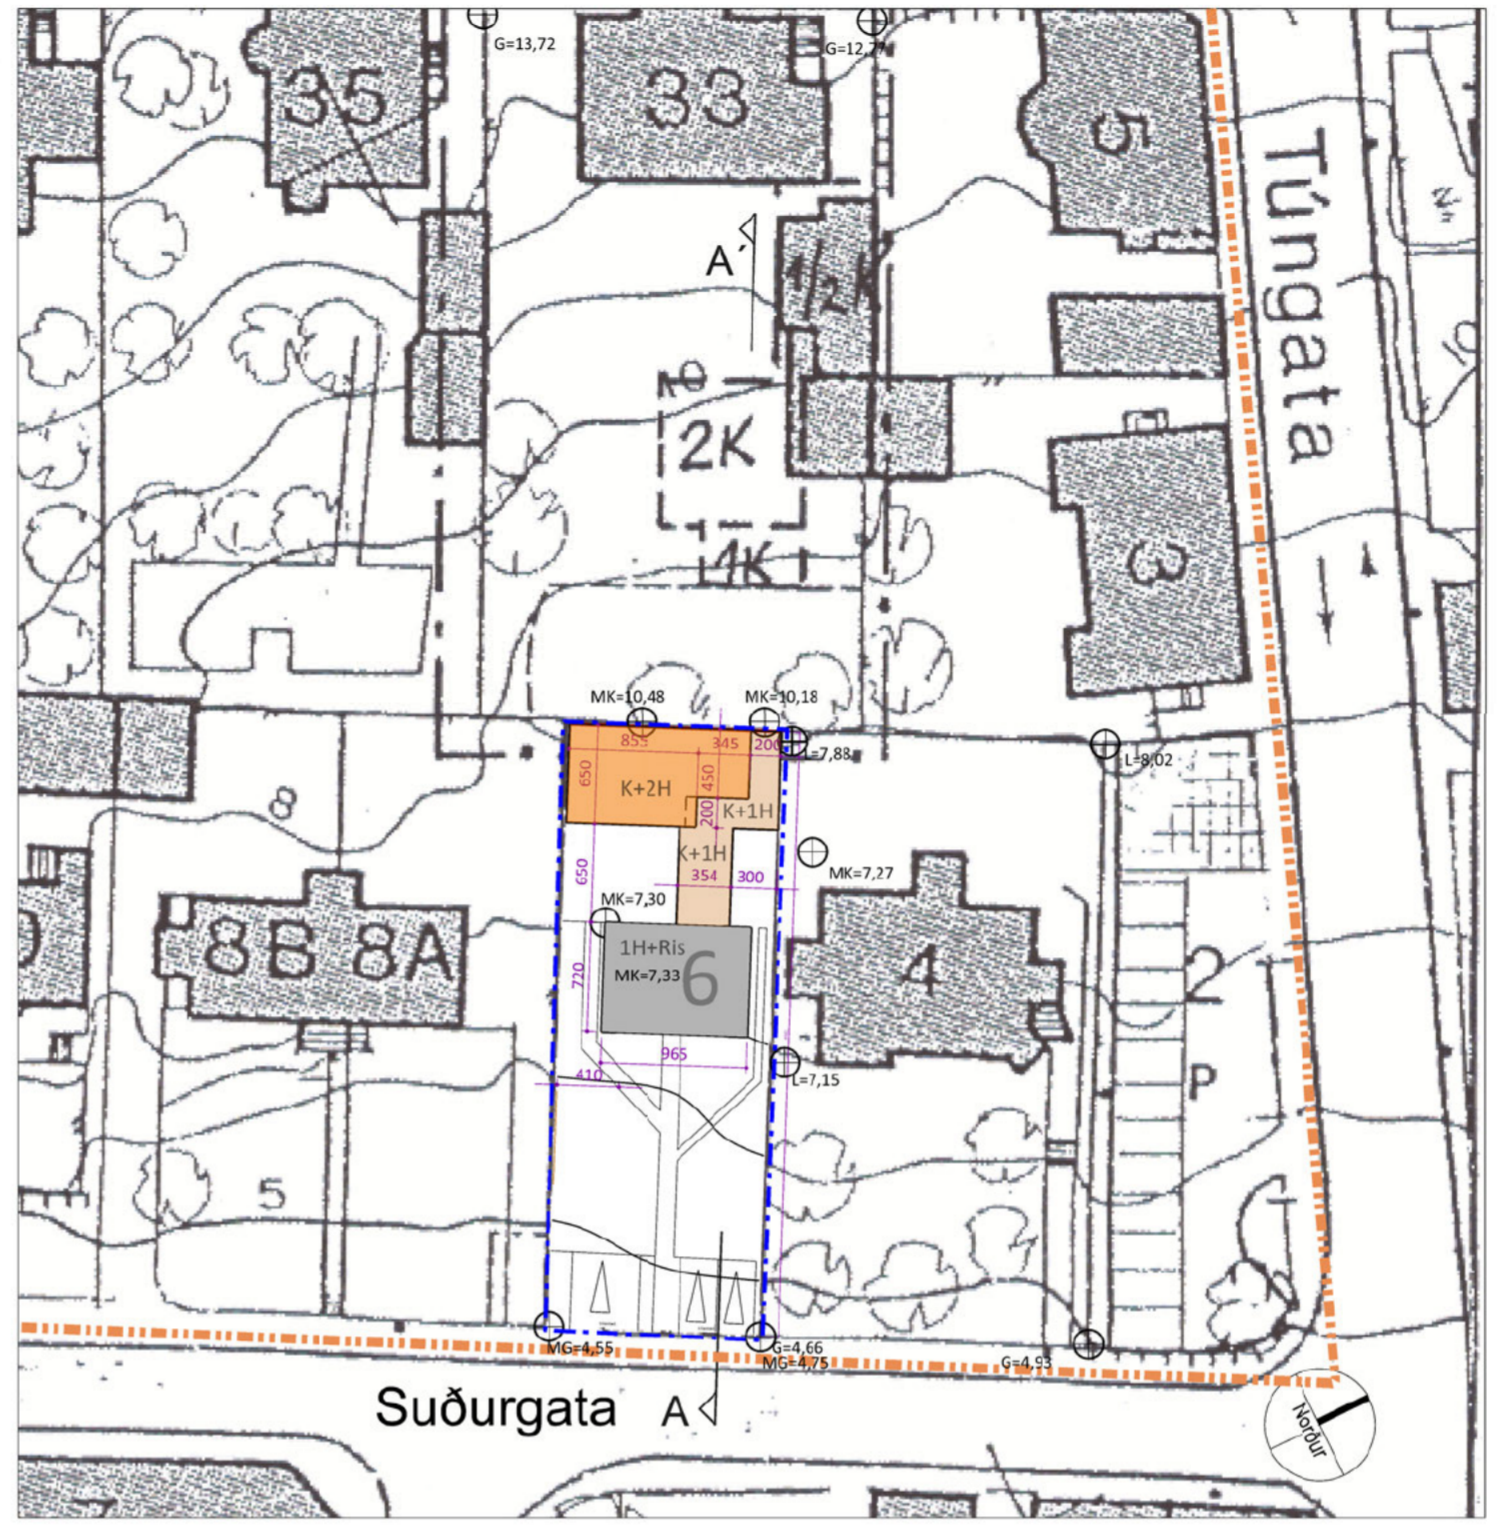 G=13,72
G=12,77
35
33
5
Túngata
A´
1/2K
2K
1K
3
MK=10,48
MK=10,18
855
345
200
L=7,88
L=8,02
650
450
K+2H
200
K+1H
8
K+1H
650
354
300
MK=7,27
MK=7,30
8B
8A
1H+Ris
MK=7,33
6
4
2
720
965
410
L=7,15
P
5
MG=4,55
G=4,66
MG=4,75
G=4,93
Suðurgata
A
Norður